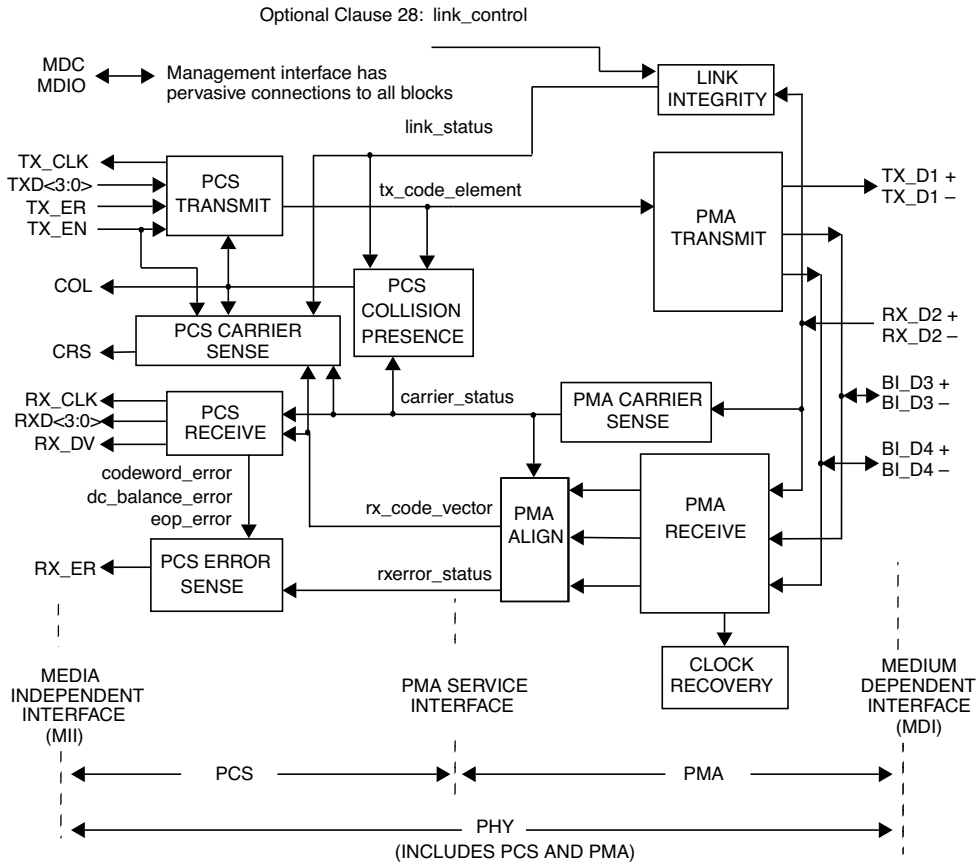 Optional Clause 28: link_control
MDC
MDIO
Management interface has
pervasive connections to all blocks
LINK
INTEGRITY
link_status
TX_CLK
TXD<3:0>
TX_ER
TX_EN
PCS
TRANSMIT
tx_code_element
PMA
TRANSMIT
TX_D1 +
TX_D1 –
COL
PCS
COLLISION
PRESENCE
PCS CARRIER
SENSE
CRS
RX_D2 +
RX_D2 –
RX_CLK
RXD<3:0>
RX_DV
PCS
RECEIVE
carrier_status
PMA CARRIER
SENSE
BI_D3 +
BI_D3 –
BI_D4 +
BI_D4 –
codeword_error
dc_balance_error
eop_error
rx_code_vector
PMA
ALIGN
PMA
RECEIVE
RX_ER
PCS ERROR
SENSE
rxerror_status
CLOCK
RECOVERY
MEDIA
INDEPENDENT
INTERFACE
(MII)
PMA SERVICE
INTERFACE
MEDIUM
DEPENDENT
INTERFACE
(MDI)
PCS
PMA
PHY
(INCLUDES PCS AND PMA)